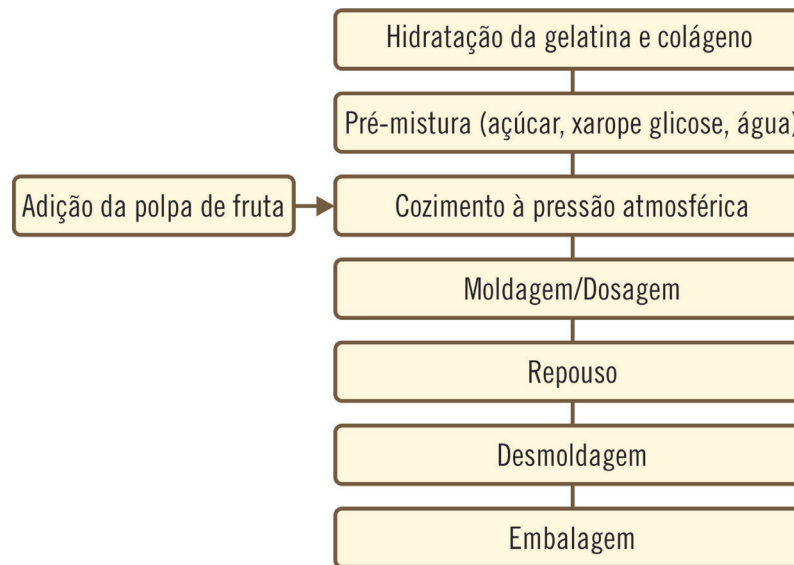 Hidratação da gelatina e colágeno
Pré-mistura (açúcar, xarope glicose, água)
Adição da polpa de fruta
Cozimento à pressão atmosférica
Moldagem/Dosagem
Repouso
Desmoldagem
Embalagem